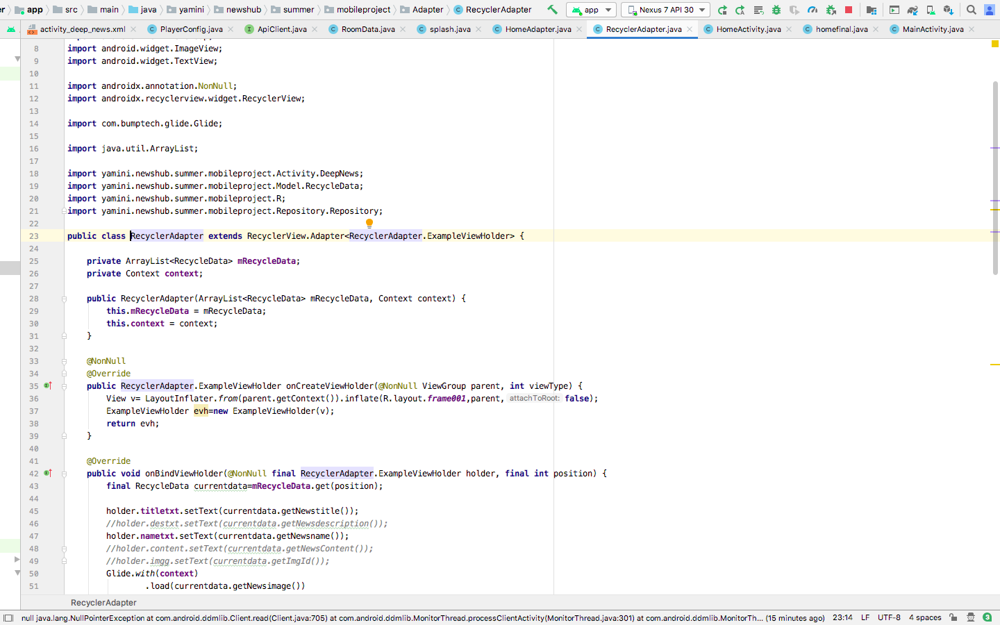 er app src main java yamini newshub summer mobileproject Adapter RecyclerAdapter app Nexus 7 API 30
activity_deep_news.xml PlayerConfig.java ApiClient.java RoomData.java splash.java HomeAdapter.java RecyclerAdapter.java HomeActivity.java homefinal.java MainActivity.java
8 import android.widget.ImageView;
9 import android.widget.TextView;
10
11 import androidx.annotation.NonNull;
12 import androidx.recyclerview.widget.RecyclerView;
13
14 import com.bumptech.glide.Glide;
15
16 import java.util.ArrayList;
17
18 import yamini.newshub.summer.mobileproject.Activity.DeepNews;
19 import yamini.newshub.summer.mobileproject.Model.RecycleData;
20 import yamini.newshub.summer.mobileproject.R;
21 import yamini.newshub.summer.mobileproject.Repository.Repository;
22
23 public class RecyclerAdapter extends RecyclerView.Adapter<RecyclerAdapter.ExampleViewHolder> {
24
25 private ArrayList<RecycleData> mRecycleData;
26 private Context context;
27
28 public RecyclerAdapter(ArrayList<RecycleData> mRecycleData, Context context) {
29 this.mRecycleData = mRecycleData;
30 this.context = context;
31 }
32
33 @NonNull
34 @Override
35 public RecyclerAdapter.ExampleViewHolder onCreateViewHolder(@NonNull ViewGroup parent, int viewType) {
36 View v= LayoutInflater.from(parent.getContext()).inflate(R.layout.frame001,parent, attachToRoot: false);
37 ExampleViewHolder evh=new ExampleViewHolder(v);
38 return evh;
39 }
40
41 @Override
42 public void onBindViewHolder(@NonNull final RecyclerAdapter.ExampleViewHolder holder, final int position) {
43 final RecycleData currentdata=mRecycleData.get(position);
44
45 holder.titletxt.setText(currentdata.getNewstitle());
46 //holder.destxt.setText(currentdata.getNewsdescription());
47 holder.nametxt.setText(currentdata.getNewsname());
48 //holder.content.setText(currentdata.getNewsContent());
49 //holder.imgg.setText(currentdata.getImgId());
50 Glide.with(context)
51 .load(currentdata.getNewsimage())
RecyclerAdapter
null java.lang.NullPointerException at com.android.ddmlib.Client.read(Client.java:705) at com.android.ddmlib.MonitorThread.processClientActivity(MonitorThread.java:301) at com.android.ddmlib.MonitorTh... (15 minutes ago) 23:14 LF UTF-8 4 spaces 3